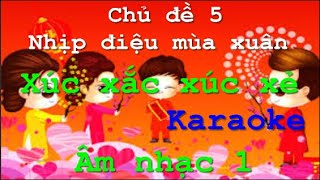 Chủ đề 5
Nhịp điệu mùa xuân
Xúc xắc xúc xẻ
Karaoke
Âm nhạc 1